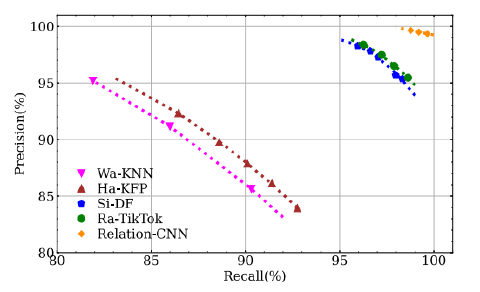 100
95
90
85
80
Precision(%)
Wa-KNN
Ha-KFP
Si-DF
Ra-TikTok
Relation-CNN
80 85 90 95 100
Recall(%)